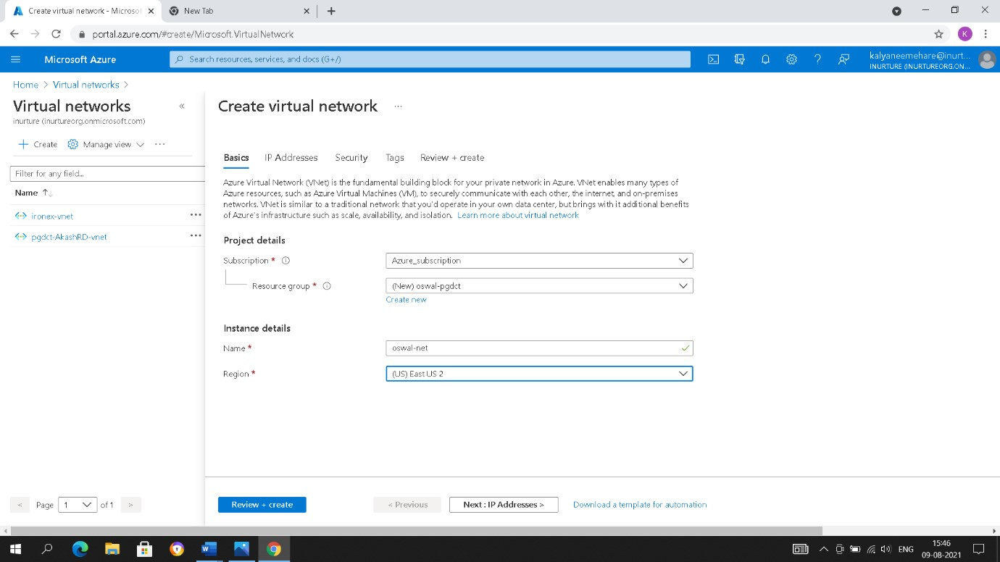 Create virtual network - Microsof
New Tab
portal.azure.com/#create/Microsoft.VirtualNetwork
K
Microsoft Azure
Search resources, services, and docs (G+/)
kalyaneemehare@inurt...
INURTURE (INURTUREORG.ON...
Home > Virtual networks >
Virtual networks
«
inurture (inurtureorg.onmicrosoft.com)
+ Create
Manage view
...
Filter for any field...
Name ↑↓
ironex-vnet
...
pgdct-AkashRD-vnet
...
< Page 1 of 1 >
Create virtual network
...
Basics IP Addresses Security Tags Review + create
Azure Virtual Network (VNet) is the fundamental building block for your private network in Azure. VNet enables many types of
Azure resources, such as Azure Virtual Machines (VM), to securely communicate with each other, the internet, and on-premises
networks. VNet is similar to a traditional network that you'd operate in your own data center, but brings with it additional benefits
of Azure's infrastructure such as scale, availability, and isolation. Learn more about virtual network
Project details
Subscription *
Azure_subscription
Resource group *
(New) oswal-pgdct
Create new
Instance details
Name *
oswal-net
Region *
(US) East US 2
Review + create
< Previous
Next : IP Addresses >
Download a template for automation
ENG
15:46
09-08-2021